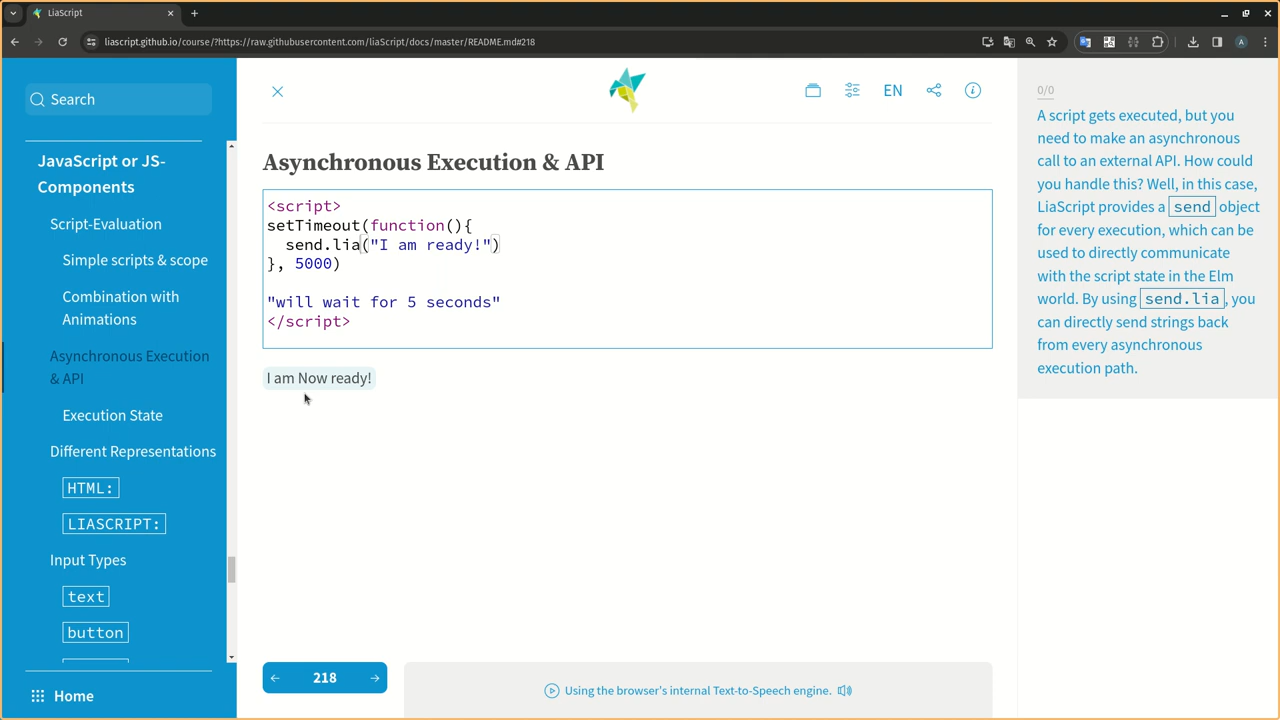 LiaScript
liascript.github.io/course/?https://raw.githubusercontent.com/liaScript/docs/master/README.md#218
A
Search
JavaScript or JS-
Components
Script-Evaluation
Simple scripts & scope
Combination with
Animations
Asynchronous Execution
& API
Execution State
Different Representations
HTML:
LIASCRIPT:
Input Types
text
button
Home
EN
Asynchronous Execution & API
<script>
setTimeout(function(){
  send.lia("I am ready!")
}, 5000)
"will wait for 5 seconds"
</script>
I am Now ready!
218
Using the browser's internal Text-to-Speech engine.
0/0
A script gets executed, but you
need to make an asynchronous
call to an external API. How could
you handle this? Well, in this case,
LiaScript provides a send object
for every execution, which can be
used to directly communicate
with the script state in the Elm
world. By using send.lia, you
can directly send strings back
from every asynchronous
execution path.